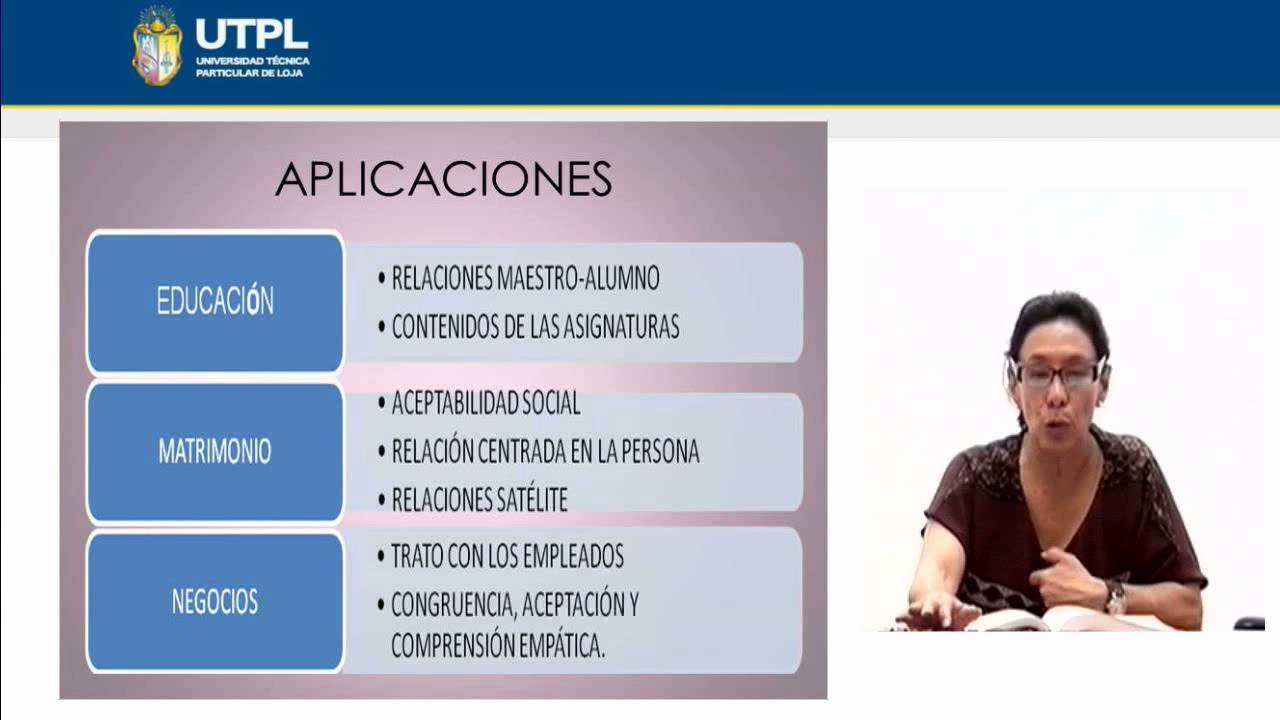 UTPL
UNIVERSIDAD TÉCNICA
PARTICULAR DE LOJA
APLICACIONES
EDUCACIÓN
• RELACIONES MAESTRO-ALUMNO
• CONTENIDOS DE LAS ASIGNATURAS
MATRIMONIO
• ACEPTABILIDAD SOCIAL
• RELACIÓN CENTRADA EN LA PERSONA
• RELACIONES SATÉLITE
NEGOCIOS
• TRATO CON LOS EMPLEADOS
• CONGRUENCIA, ACEPTACIÓN Y
COMPRENSIÓN EMPÁTICA.